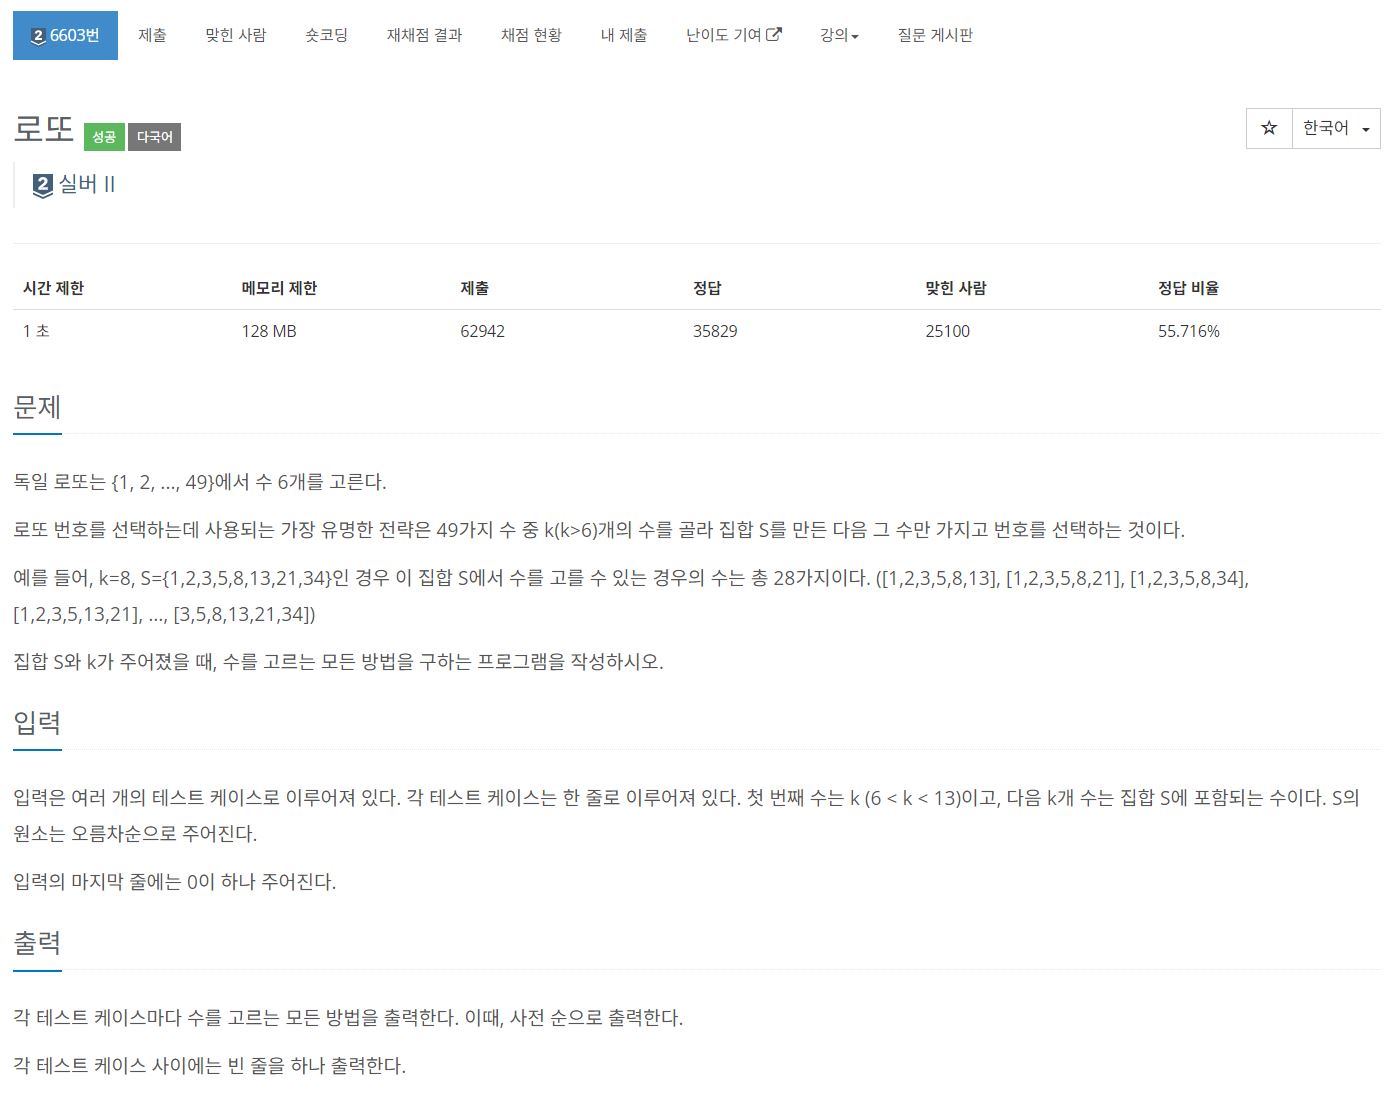 2 6603번 제출 맞힌 사람 숏코딩 재채점 결과 채점 현황 내 제출 난이도 기여 강의 질문 게시판
로또 성공 다국어 한국어
2 실버 II
시간 제한 메모리 제한 제출 정답 맞힌 사람 정답 비율
1 초 128 MB 62942 35829 25100 55.716%
문제
독일 로또는 {1, 2, ..., 49}에서 수 6개를 고른다.
로또 번호를 선택하는데 사용되는 가장 유명한 전략은 49가지 수 중 k(k>6)개의 수를 골라 집합 S를 만든 다음 그 수만 가지고 번호를 선택하는 것이다.
예를 들어, k=8, S={1,2,3,5,8,13,21,34}인 경우 이 집합 S에서 수를 고를 수 있는 경우의 수는 총 28가지이다. ([1,2,3,5,8,13], [1,2,3,5,8,21], [1,2,3,5,8,34],
[1,2,3,5,13,21], ..., [3,5,8,13,21,34])
집합 S와 k가 주어졌을 때, 수를 고르는 모든 방법을 구하는 프로그램을 작성하시오.
입력
입력은 여러 개의 테스트 케이스로 이루어져 있다. 각 테스트 케이스는 한 줄로 이루어져 있다. 첫 번째 수는 k (6 < k < 13)이고, 다음 k개 수는 집합 S에 포함되는 수이다. S의
원소는 오름차순으로 주어진다.
입력의 마지막 줄에는 0이 하나 주어진다.
출력
각 테스트 케이스마다 수를 고르는 모든 방법을 출력한다. 이때, 사전 순으로 출력한다.
각 테스트 케이스 사이에는 빈 줄을 하나 출력한다.